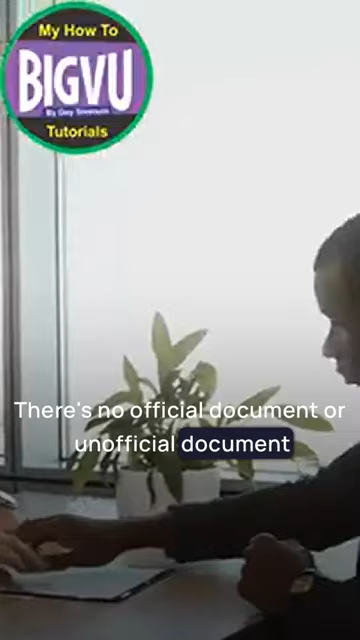 My How To
BIGVU
Tutorials
There's no official document or
unofficial document